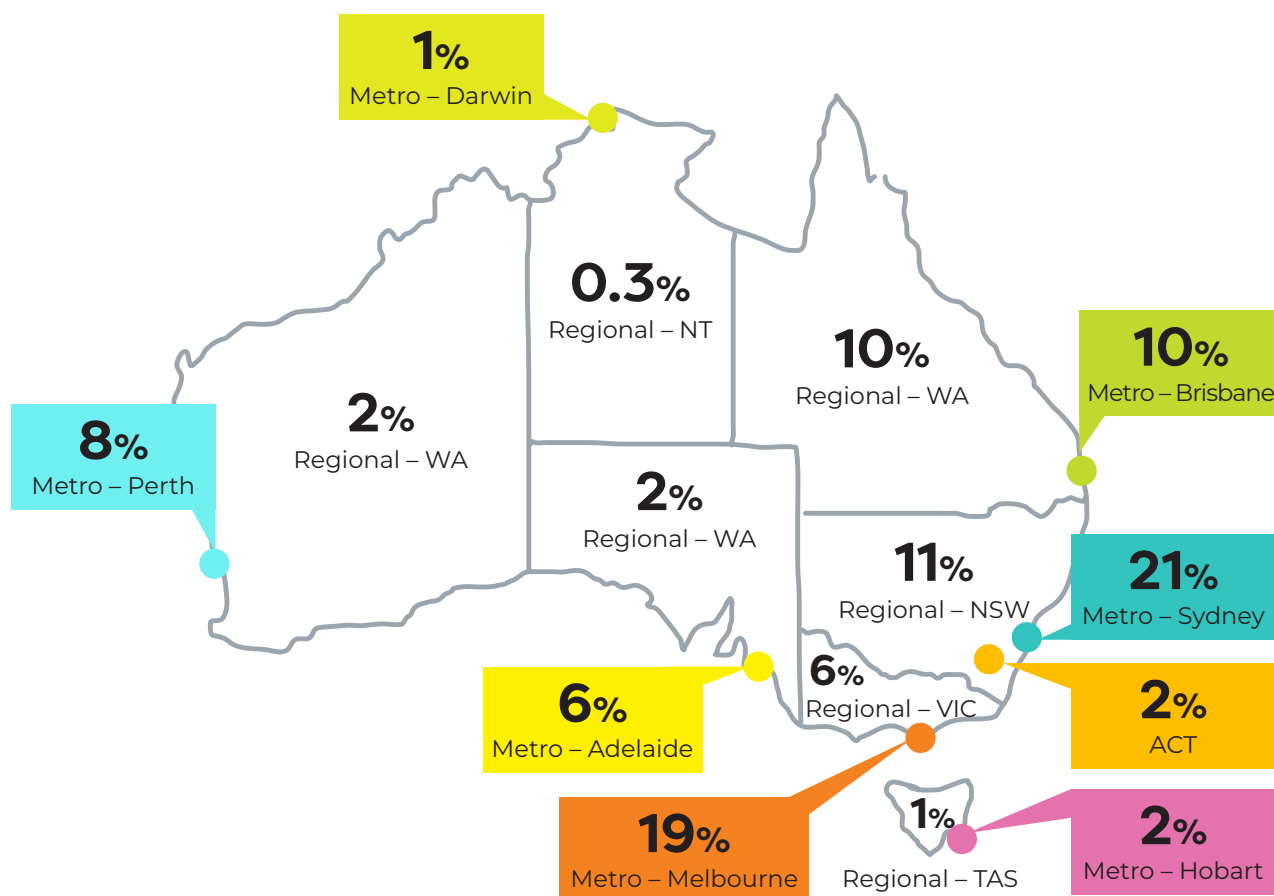 1%
Metro – Darwin
0.3%
Regional – NT
10%
Regional – WA
10%
Metro – Brisbane
2%
Regional – WA
8%
Metro – Perth
2%
Regional – WA
11%
Regional – NSW
21%
Metro – Sydney
6%
Regional – VIC
6%
Metro – Adelaide
2%
ACT
19%
Metro – Melbourne
1%
Regional – TAS
2%
Metro – Hobart